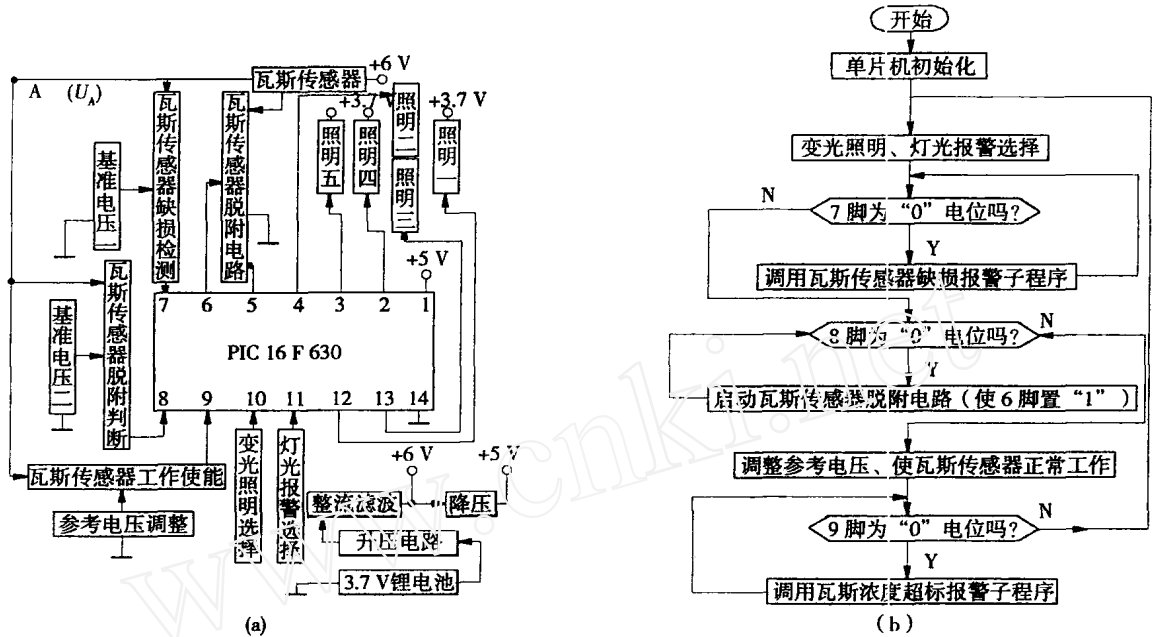 +6 V
瓦斯传感器
A (U_A)
瓦斯传感器缺损检测
瓦斯传感器脱附电路
+3.7 V
+3.7 V
照明五
照明四
照明二
照明三
照明一
基准电压一
+5 V
瓦斯传感器脱附判断
基准电压二
7 6 5 4 3 2 1
PIC 16 F 630
8 9 10 11 12 13 14
变光照明选择
灯光报警选择
瓦斯传感器工作使能
参考电压调整
+6 V
+5 V
整流滤波
降压
升压电路
3.7 V锂电池
(a)
开始
单片机初始化
变光照明、灯光报警选择
N
7脚为“0”电位吗?
Y
调用瓦斯传感器缺损报警子程序
8脚为“0”电位吗?
N
Y
启动瓦斯传感器脱附电路(使6脚置“1”)
调整参考电压、使瓦斯传感器正常工作
9脚为“0”电位吗?
N
Y
调用瓦斯浓度超标报警子程序
(b)
www.cnki.net